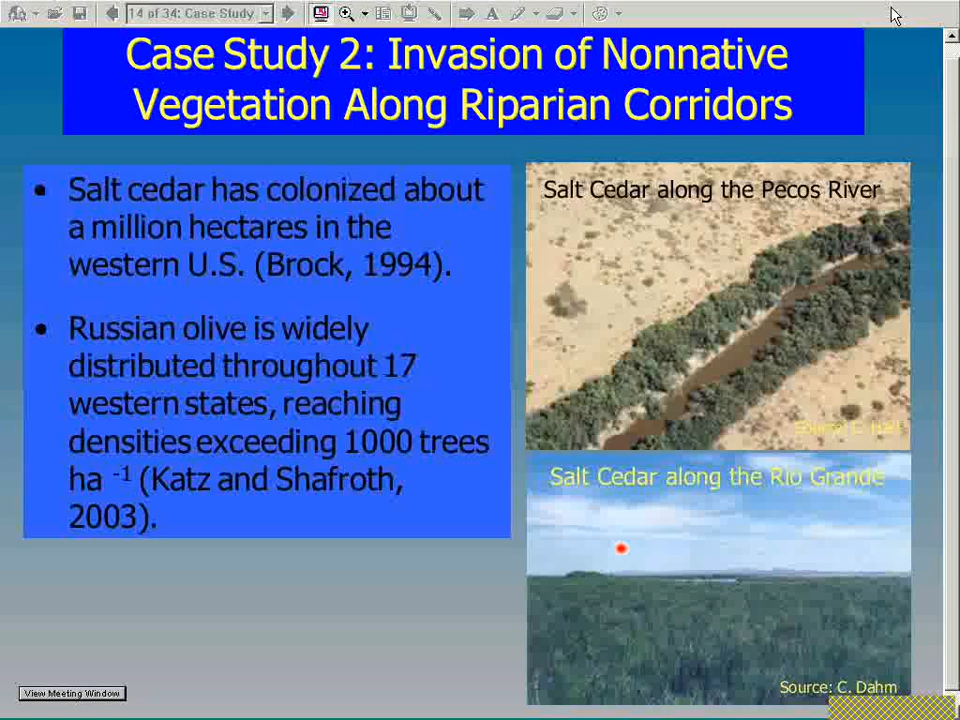 14 of 34: Case Study
Case Study 2: Invasion of Nonnative
Vegetation Along Riparian Corridors
• Salt cedar has colonized about
a million hectares in the
western U.S. (Brock, 1994).
• Russian olive is widely
distributed throughout 17
western states, reaching
densities exceeding 1000 trees
ha -1 (Katz and Shafroth,
2003).
Salt Cedar along the Pecos River
Salt Cedar along the Rio Grande
Source: C. Dahm
View Meeting Window